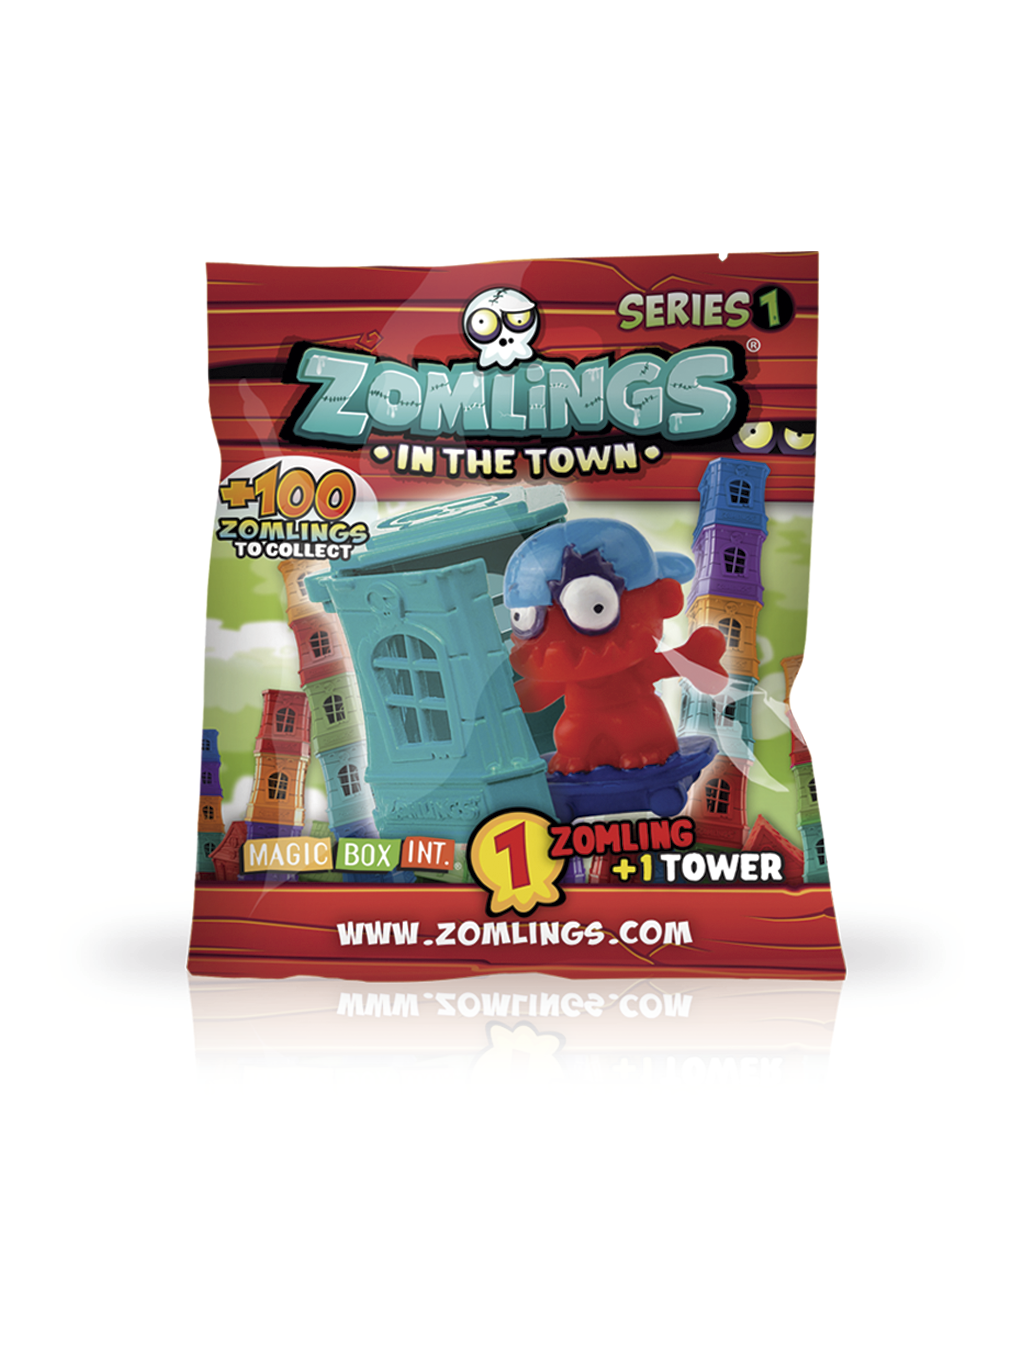 SERIES 1
ZOMLINGS®
• IN THE TOWN •
+100
ZOMLINGS
TO COLLECT
ZOMLINGS
MAGIC BOX INT.
1 ZOMLING
+1 TOWER
WWW.ZOMLINGS.COM